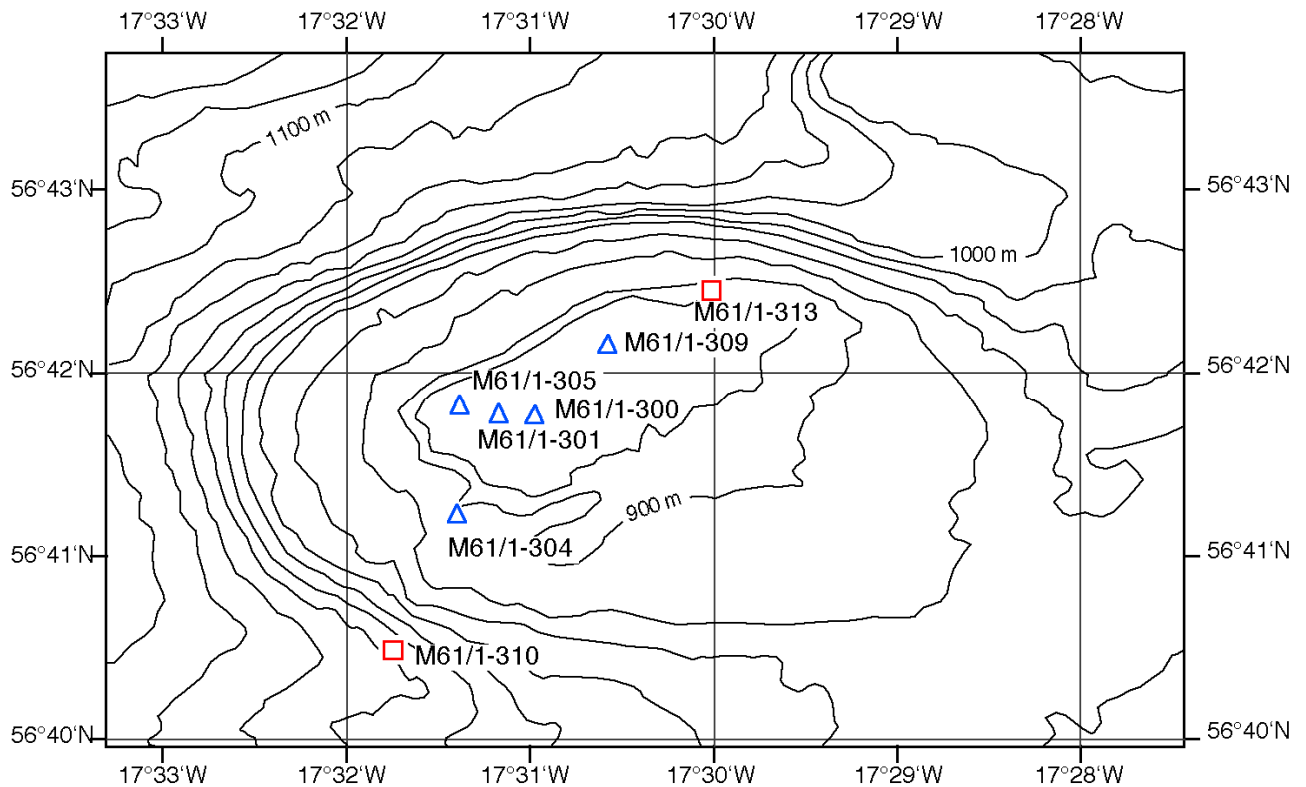 17°33‘W 17°32‘W 17°31‘W 17°30‘W 17°29‘W 17°28‘W
1100 m
56°43‘N 56°43‘N
1000 m
M61/1-313
M61/1-309
56°42‘N 56°42‘N
M61/1-305
M61/1-300
M61/1-301
900 m
M61/1-304
56°41‘N 56°41‘N
M61/1-310
56°40‘N 56°40‘N
17°33‘W 17°32‘W 17°31‘W 17°30‘W 17°29‘W 17°28‘W